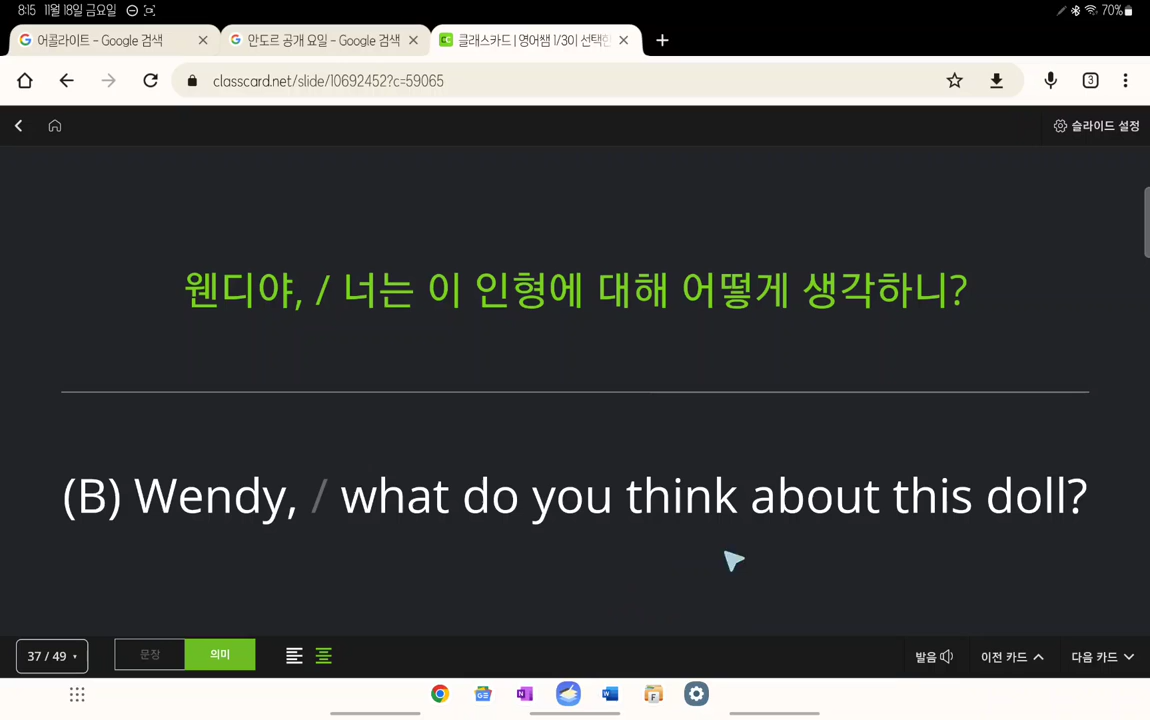 8:15 11월 18일 금요일 70%
어콜라이트 - Google 검색 안도르 공개 요일 - Google 검색 클래스카드 | 영어쌤 1/3이 선택한
classcard.net/slide/10692452?c=59065 3
슬라이드 설정
웬디야, / 너는 이 인형에 대해 어떻게 생각하니?
(B) Wendy, / what do you think about this doll?
37 / 49 문장 의미 발음 이전 카드 다음 카드